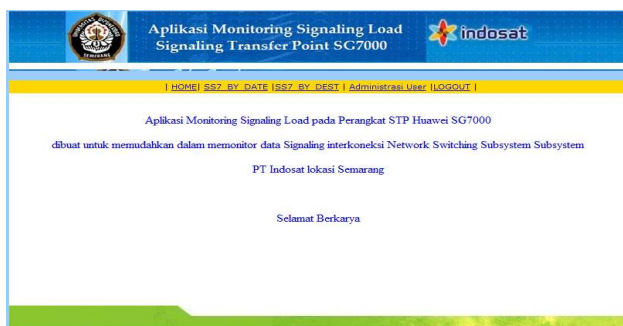 Aplikasi Monitoring Signaling Load
Signaling Transfer Point SG7000
indosat
SEMARANG
| HOME| SS7_BY_DATE |SS7_BY_DEST | Administrasi User |LOGOUT |
Aplikasi Monitoring Signaling Load pada Perangkat STP Huawei SG7000
dibuat untuk memudahkan dalam memonitor data Signaling interkoneksi Network Switching Subsystem Subsystem
PT Indosat lokasi Semarang
Selamat Berkarya